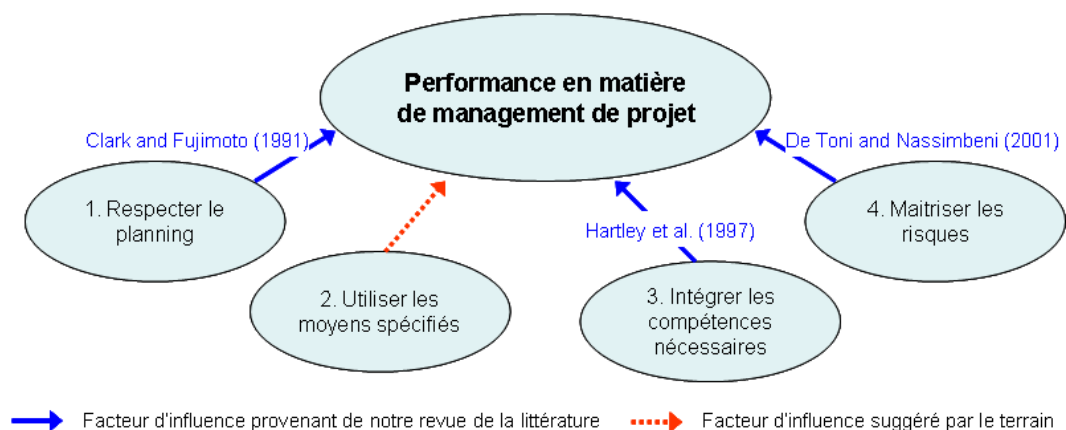 Performance en matière
de management de projet
Clark and Fujimoto (1991)
De Toni and Nassimbeni (2001)
1. Respecter le
planning
4. Maitriser les
risques
Hartley et al. (1997)
2. Utiliser les
moyens spécifiés
3. Intégrer les
compétences
nécessaires
Facteur d'influence provenant de notre revue de la littérature
Facteur d'influence suggéré par le terrain